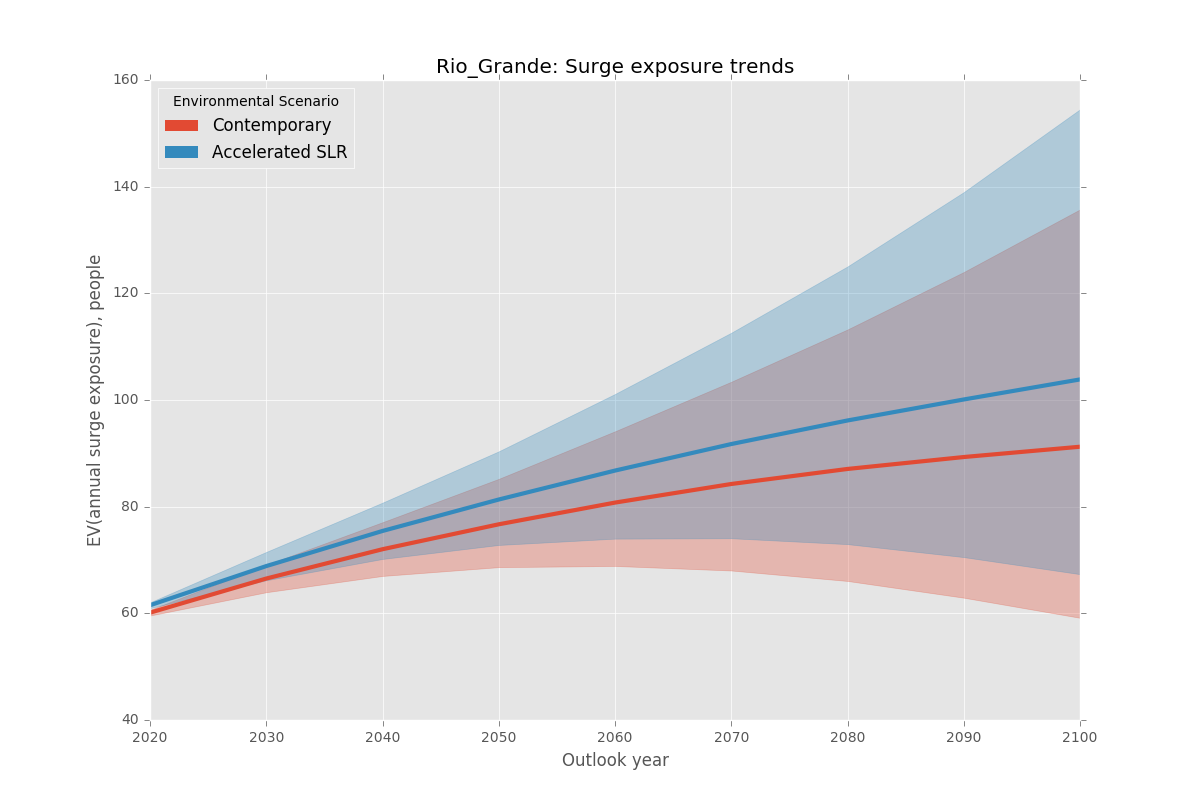 Rio_Grande: Surge exposure trends
Environmental Scenario
Contemporary
Accelerated SLR
EV(annual surge exposure), people
160
140
120
100
80
60
40
2020 2030 2040 2050 2060 2070 2080 2090 2100
Outlook year